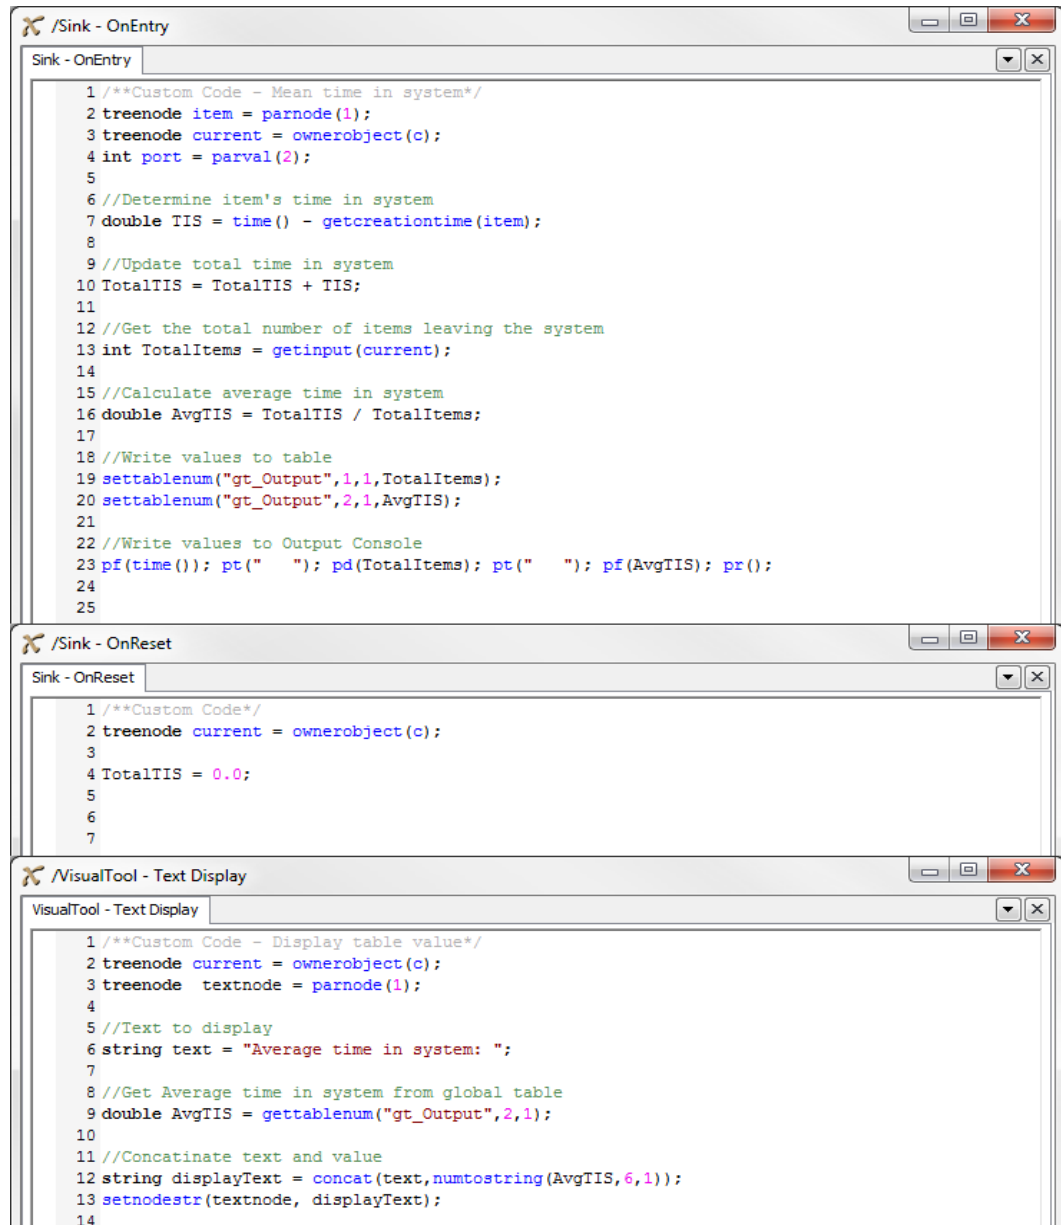 /Sink - OnEntry
Sink - OnEntry
1 /**Custom Code - Mean time in system*/
2 treenode item = parnode(1);
3 treenode current = ownerobject(c);
4 int port = parval(2);
5
6 //Determine item's time in system
7 double TIS = time() - getcreationtime(item);
8
9 //Update total time in system
10 TotalTIS = TotalTIS + TIS;
11
12 //Get the total number of items leaving the system
13 int TotalItems = getinput(current);
14
15 //Calculate average time in system
16 double AvgTIS = TotalTIS / TotalItems;
17
18 //Write values to table
19 settablenum("gt_Output",1,1,TotalItems);
20 settablenum("gt_Output",2,1,AvgTIS);
21
22 //Write values to Output Console
23 pf(time()); pt("   "); pd(TotalItems); pt("   "); pf(AvgTIS); pr();
24
25
/Sink - OnReset
Sink - OnReset
1 /**Custom Code*/
2 treenode current = ownerobject(c);
3
4 TotalTIS = 0.0;
5
6
7
/VisualTool - Text Display
VisualTool - Text Display
1 /**Custom Code - Display table value*/
2 treenode current = ownerobject(c);
3 treenode  textnode = parnode(1);
4
5 //Text to display
6 string text = "Average time in system: ";
7
8 //Get Average time in system from global table
9 double AvgTIS = gettablenum("gt_Output",2,1);
10
11 //Concatinate text and value
12 string displayText = concat(text,numtostring(AvgTIS,6,1));
13 setnodestr(textnode, displayText);
14